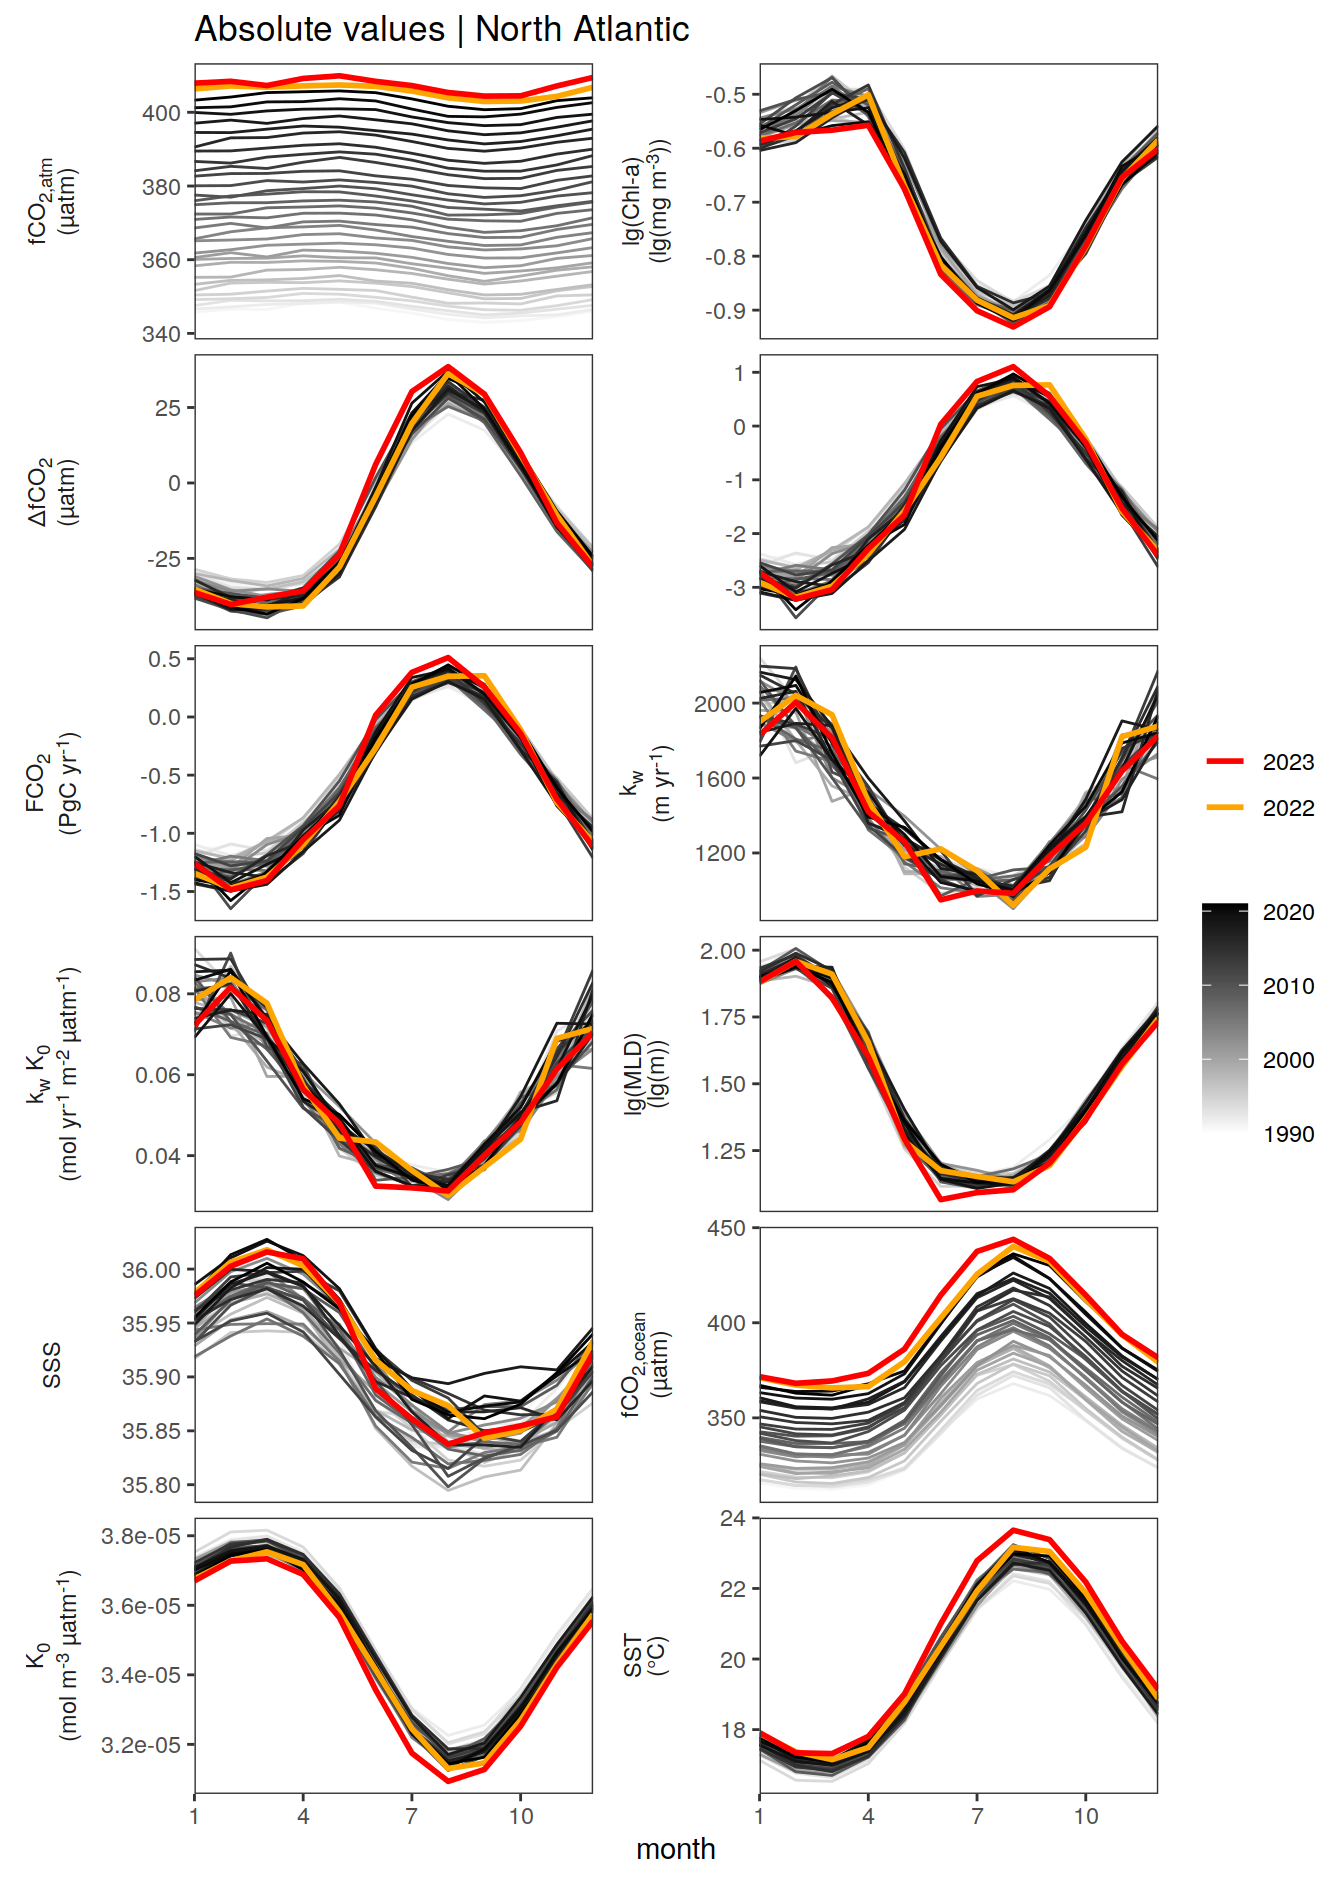 Absolute values | North Atlantic
fCO2,atm
(µatm)
400
380
360
340
lg(Chl-a)
(lg(mg m-3))
-0.5
-0.6
-0.7
-0.8
-0.9
ΔfCO2
(µatm)
25
0
-25
1
0
-1
-2
-3
FCO2
(PgC yr-1)
0.5
0.0
-0.5
-1.0
-1.5
kw
(m yr-1)
2000
1600
1200
kw K0
(mol yr-1 m-2 µatm-1)
0.08
0.06
0.04
lg(MLD)
(lg(m))
2.00
1.75
1.50
1.25
SSS
36.00
35.95
35.90
35.85
35.80
fCO2,ocean
(µatm)
450
400
350
K0
(mol m-3 µatm-1)
3.8e-05
3.6e-05
3.4e-05
3.2e-05
SST
(°C)
24
22
20
18
1 4 7 10
1 4 7 10
month
2023
2022
2020
2010
2000
1990